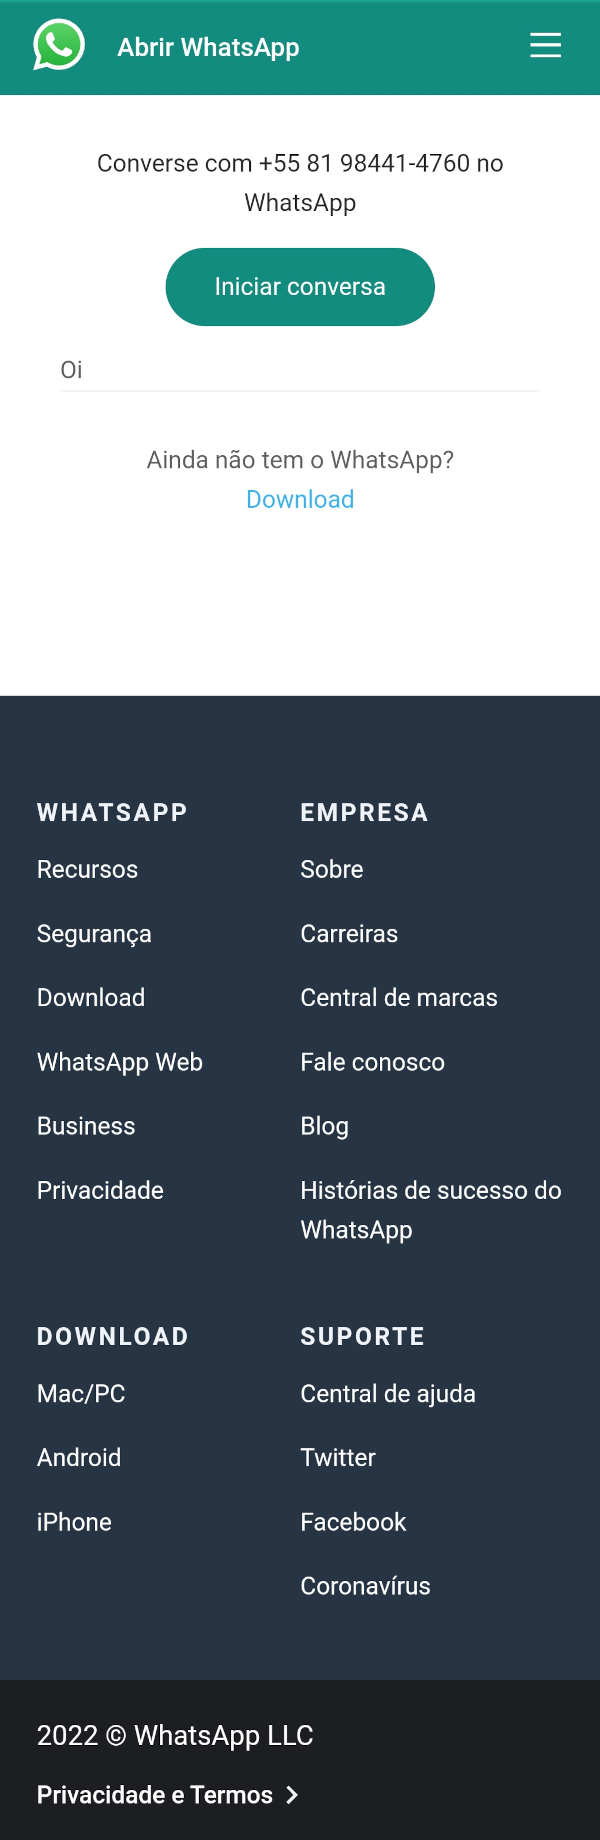 Abrir WhatsApp
Converse com +55 81 98441-4760 no
WhatsApp
Iniciar conversa
Oi
Ainda não tem o WhatsApp?
Download
WHATSAPP
Recursos
Segurança
Download
WhatsApp Web
Business
Privacidade
EMPRESA
Sobre
Carreiras
Central de marcas
Fale conosco
Blog
Histórias de sucesso do
WhatsApp
DOWNLOAD
Mac/PC
Android
iPhone
SUPORTE
Central de ajuda
Twitter
Facebook
Coronavírus
2022 © WhatsApp LLC
Privacidade e Termos